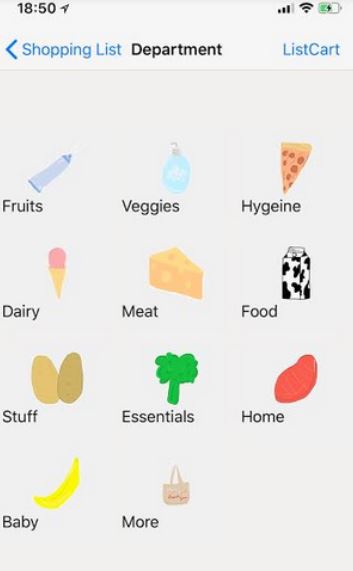 18:50
Shopping List Department ListCart
Fruits Veggies Hygeine
Dairy Meat Food
Stuff Essentials Home
Baby More